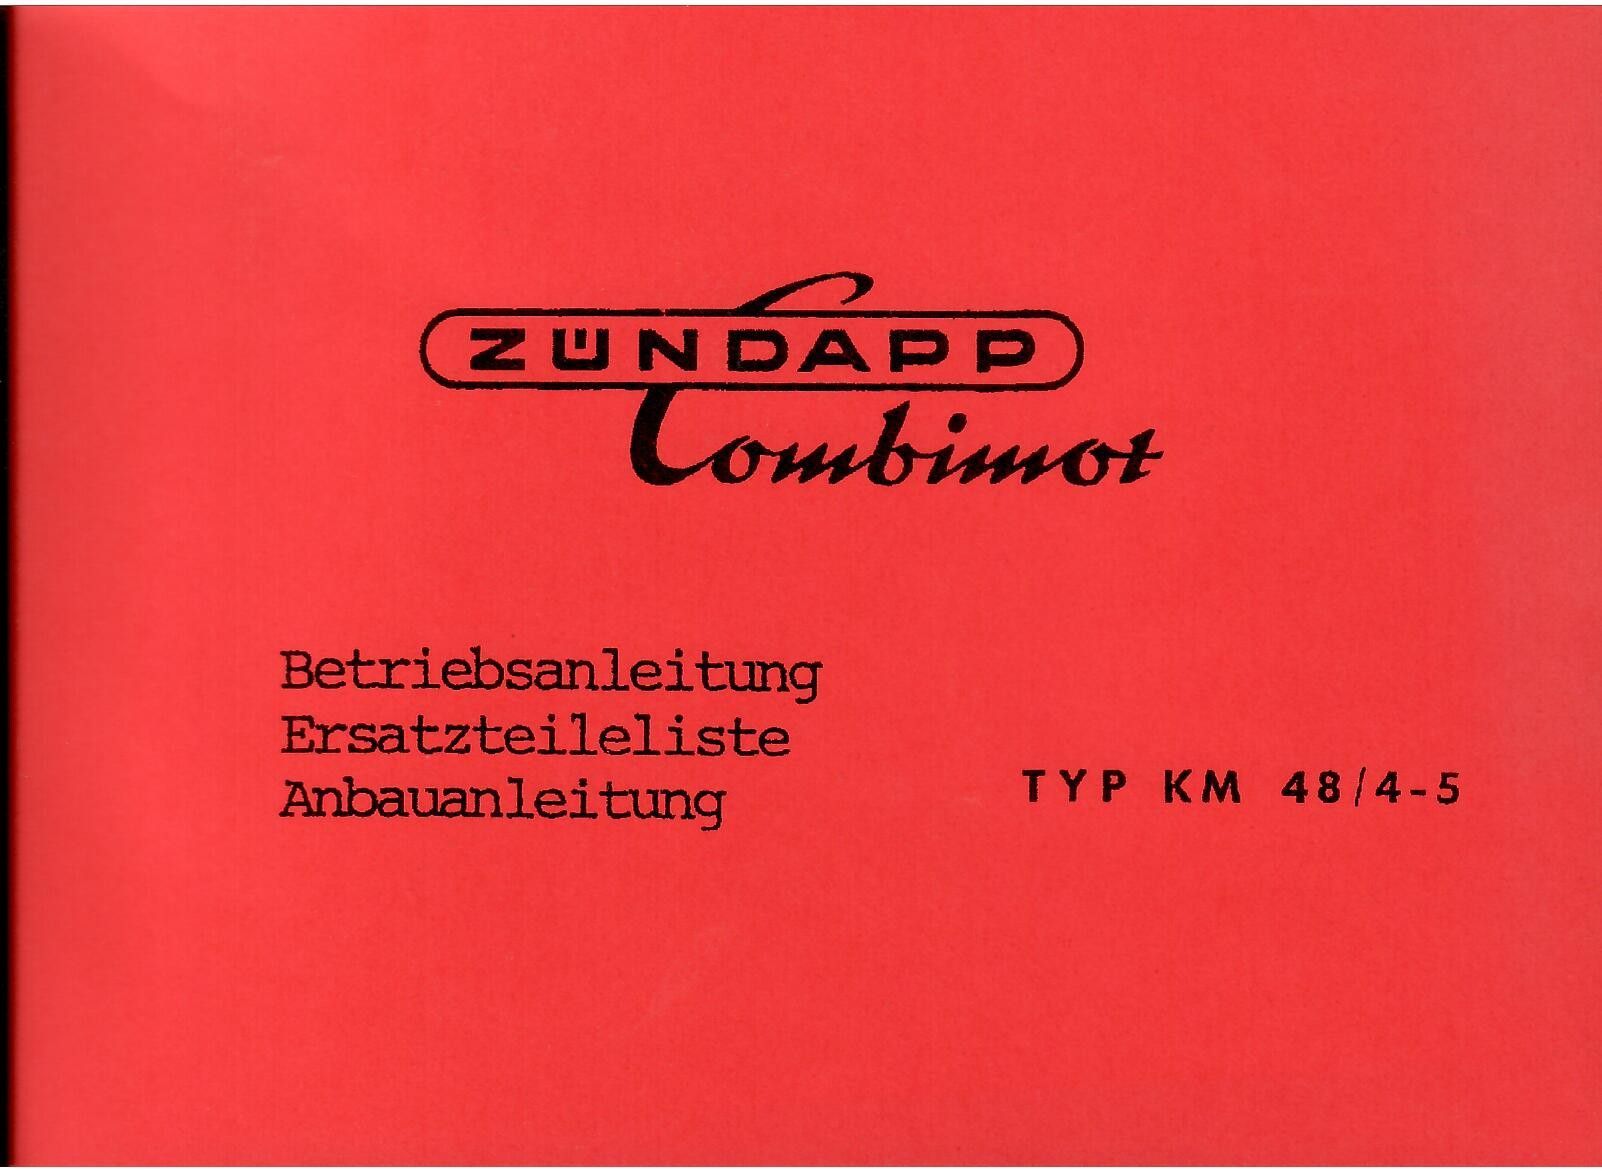 ZÜNDAPP
Combimot
Betriebsanleitung
Ersatzteileliste
Anbauanleitung
TYP KM 48/4-5